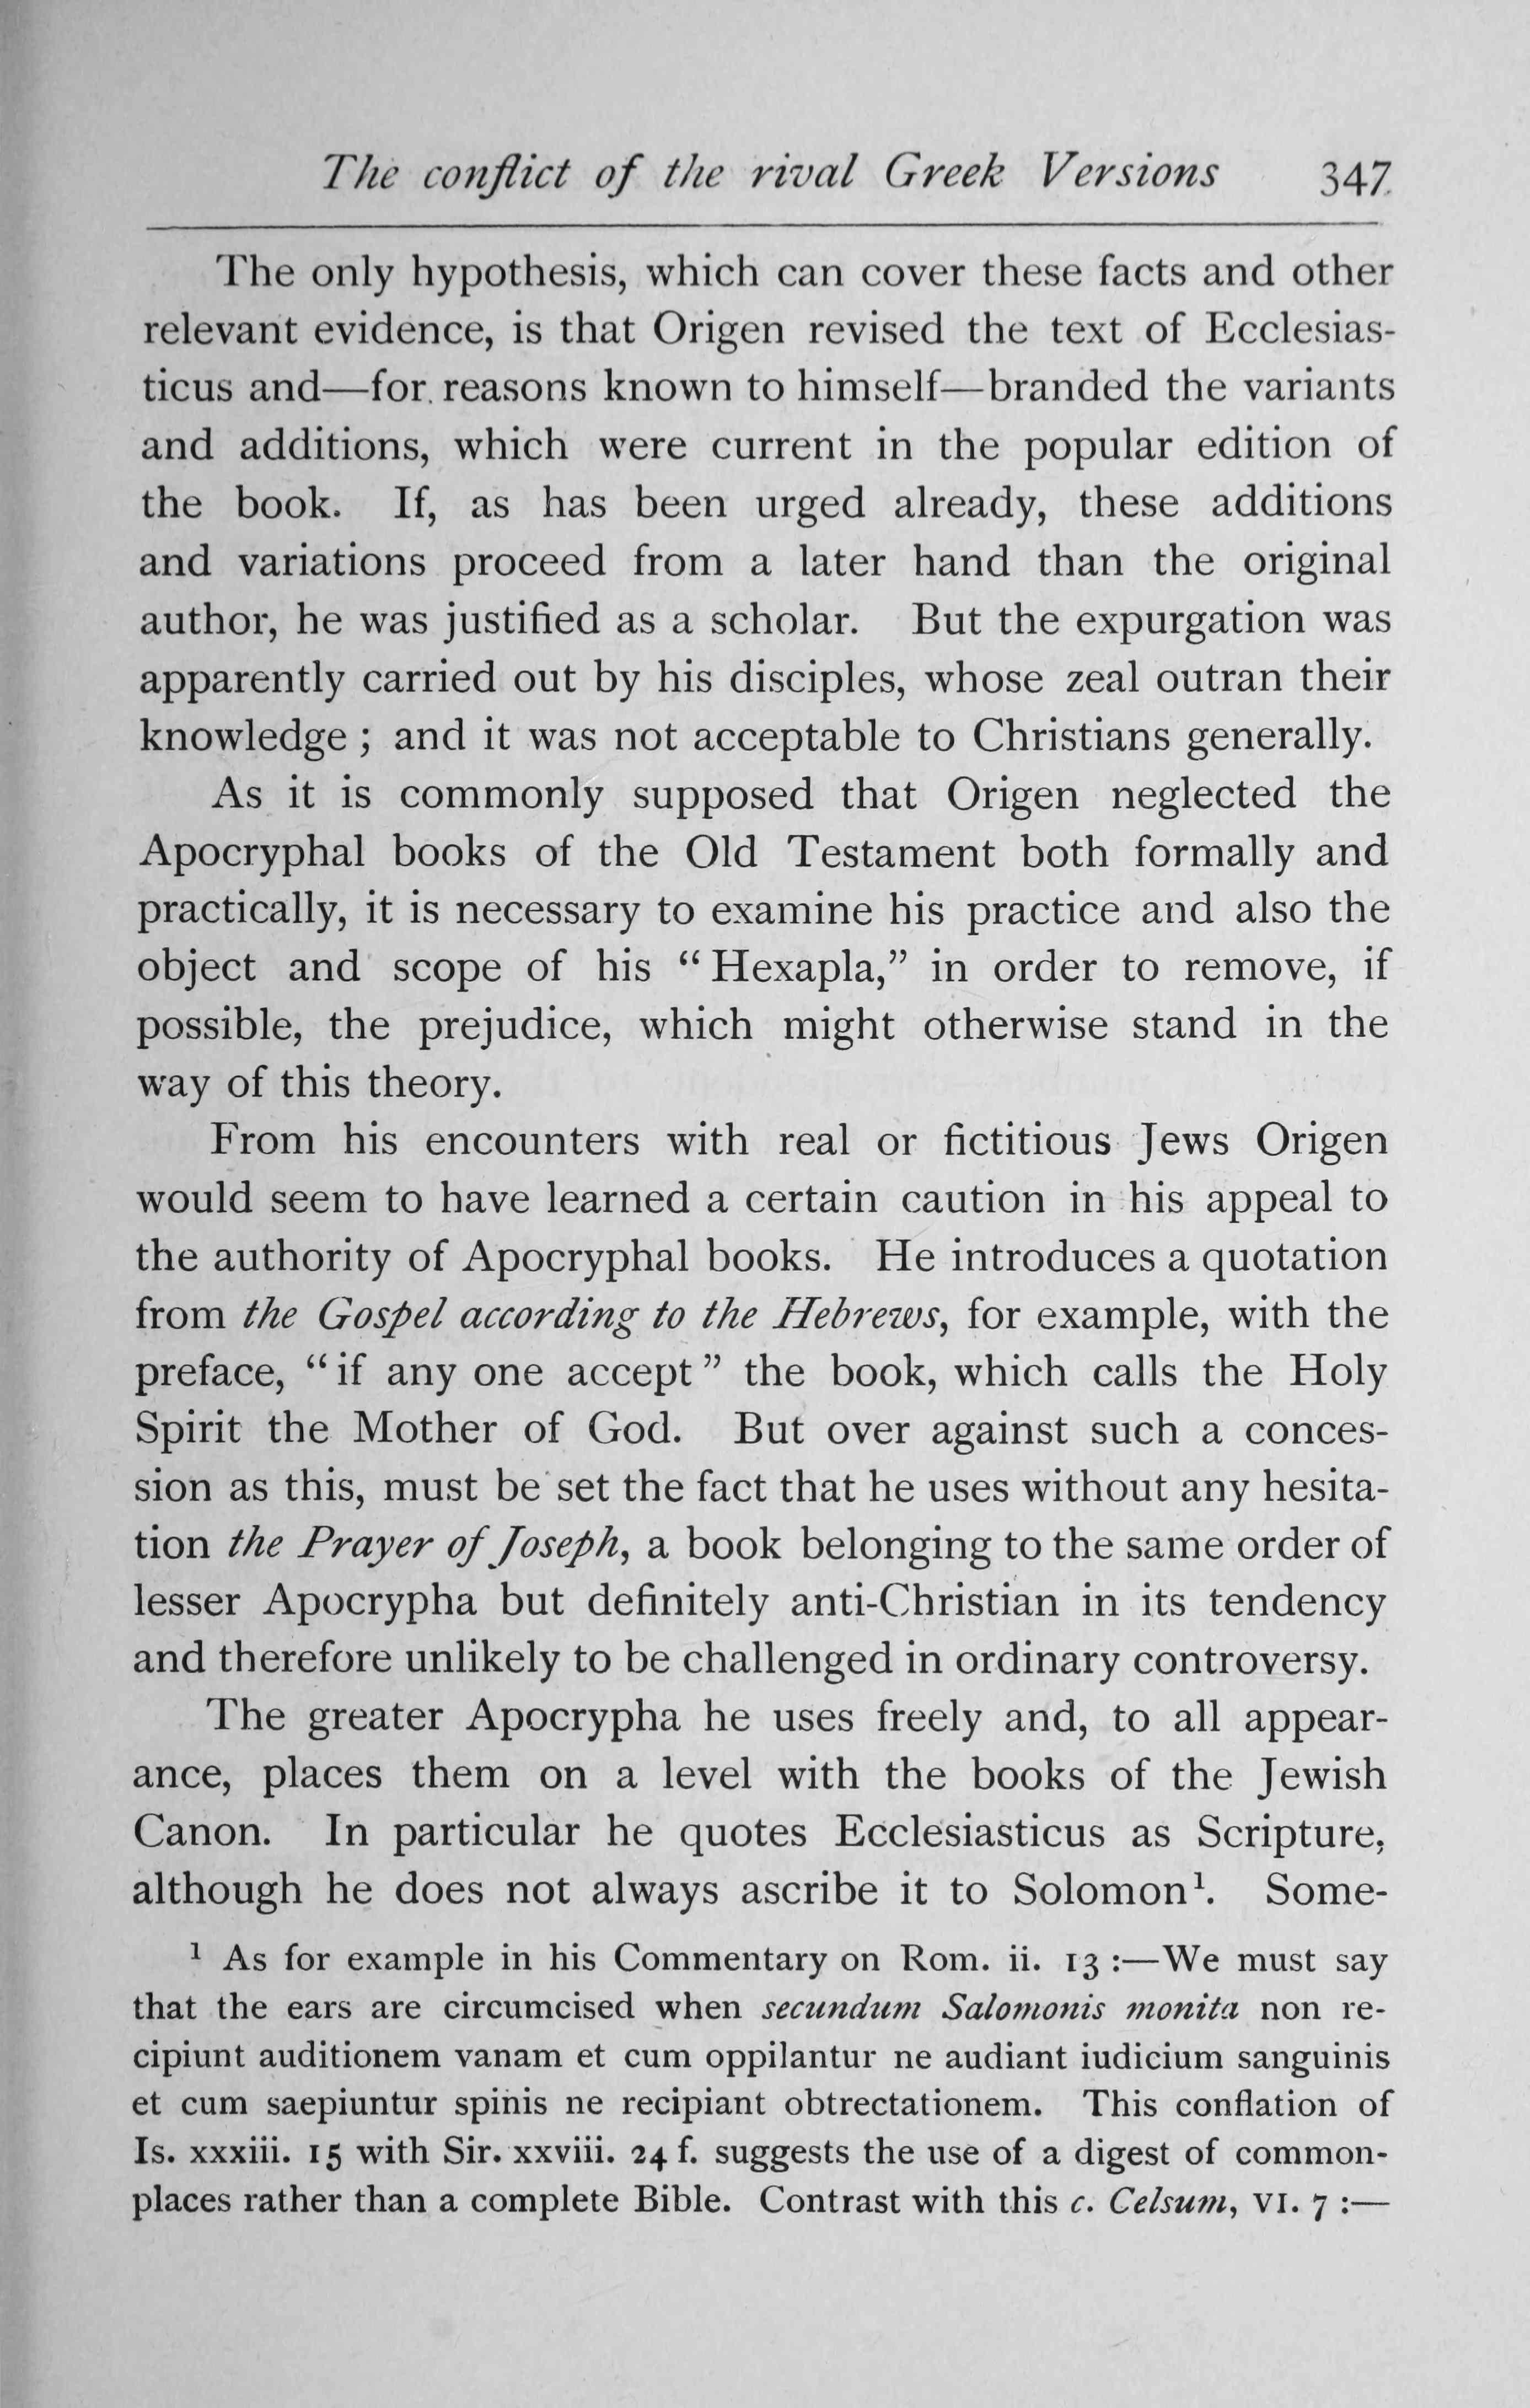 The conflict of the rival Greek Versions 347
The only hypothesis, which can cover these facts and other
relevant evidence, is that Origen revised the text of Ecclesias-
ticus and—for reasons known to himself—branded the variants
and additions, which were current in the popular edition of
the book. If, as has been urged already, these additions
and variations proceed from a later hand than the original
author, he was justified as a scholar. But the expurgation was
apparently carried out by his disciples, whose zeal outran their
knowledge ; and it was not acceptable to Christians generally.
As it is commonly supposed that Origen neglected the
Apocryphal books of the Old Testament both formally and
practically, it is necessary to examine his practice and also the
object and scope of his “ Hexapla,” in order to remove, if
possible, the prejudice, which might otherwise stand in the
way of this theory.
From his encounters with real or fictitious Jews Origen
would seem to have learned a certain caution in his appeal to
the authority of Apocryphal books. He introduces a quotation
from the Gospel according to the Hebrews, for example, with the
preface, “ if any one accept ” the book, which calls the Holy
Spirit the Mother of God. But over against such a conces-
sion as this, must be set the fact that he uses without any hesita-
tion the Prayer of Joseph, a book belonging to the same order of
lesser Apocrypha but definitely anti-Christian in its tendency
and therefore unlikely to be challenged in ordinary controversy.
The greater Apocrypha he uses freely and, to all appear-
ance, places them on a level with the books of the Jewish
Canon. In particular he quotes Ecclesiasticus as Scripture,
although he does not always ascribe it to Solomon¹. Some-
¹ As for example in his Commentary on Rom. ii. 13 :—We must say
that the ears are circumcised when secundum Salomonis monita non re-
cipiunt auditionem vanam et cum oppilantur ne audiant iudicium sanguinis
et cum saepiuntur spinis ne recipiant obtrectationem. This conflation of
Is. xxxiii. 15 with Sir. xxviii. 24 f. suggests the use of a digest of common-
places rather than a complete Bible. Contrast with this c. Celsum, VI. 7 :—